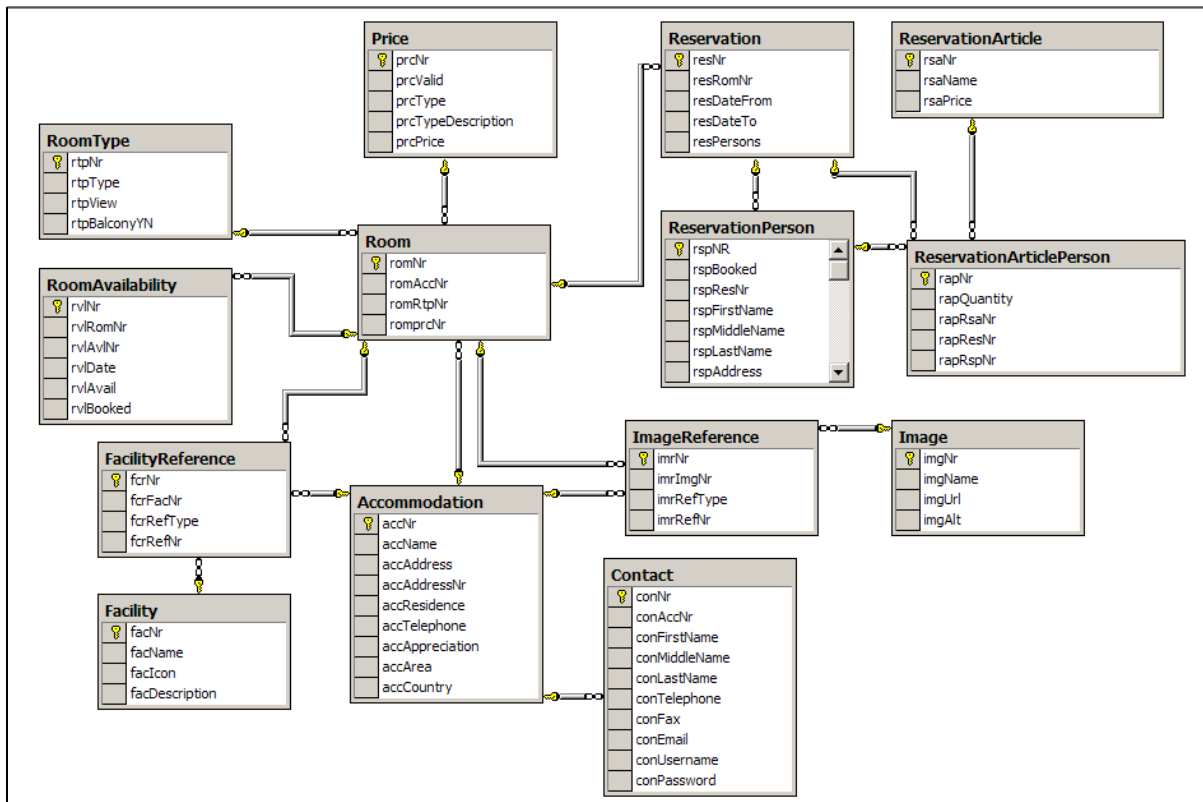 Price
prcNr
prcValid
prcType
prcTypeDescription
prcPrice
Reservation
resNr
resRomNr
resDateFrom
resDateTo
resPersons
ReservationArticle
rsaNr
rsaName
rsaPrice
RoomType
rtpNr
rtpType
rtpView
rtpBalconyYN
Room
romNr
romAccNr
romRtpNr
romprcNr
ReservationPerson
rspNR
rspBooked
rspResNr
rspFirstName
rspMiddleName
rspLastName
rspAddress
ReservationArticlePerson
rapNr
rapQuantity
rapRsaNr
rapResNr
rapRspNr
RoomAvailability
rvlNr
rvlRomNr
rvlAvlNr
rvlDate
rvlAvail
rvlBooked
FacilityReference
fcrNr
fcrFacNr
fcrRefType
fcrRefNr
Accommodation
accNr
accName
accAddress
accAddressNr
accResidence
accTelephone
accAppreciation
accArea
accCountry
ImageReference
imrNr
imrImgNr
imrRefType
imrRefNr
Image
imgNr
imgName
imgUrl
imgAlt
Facility
facNr
facName
facIcon
facDescription
Contact
conNr
conAccNr
conFirstName
conMiddleName
conLastName
conTelephone
conFax
conEmail
conUsername
conPassword